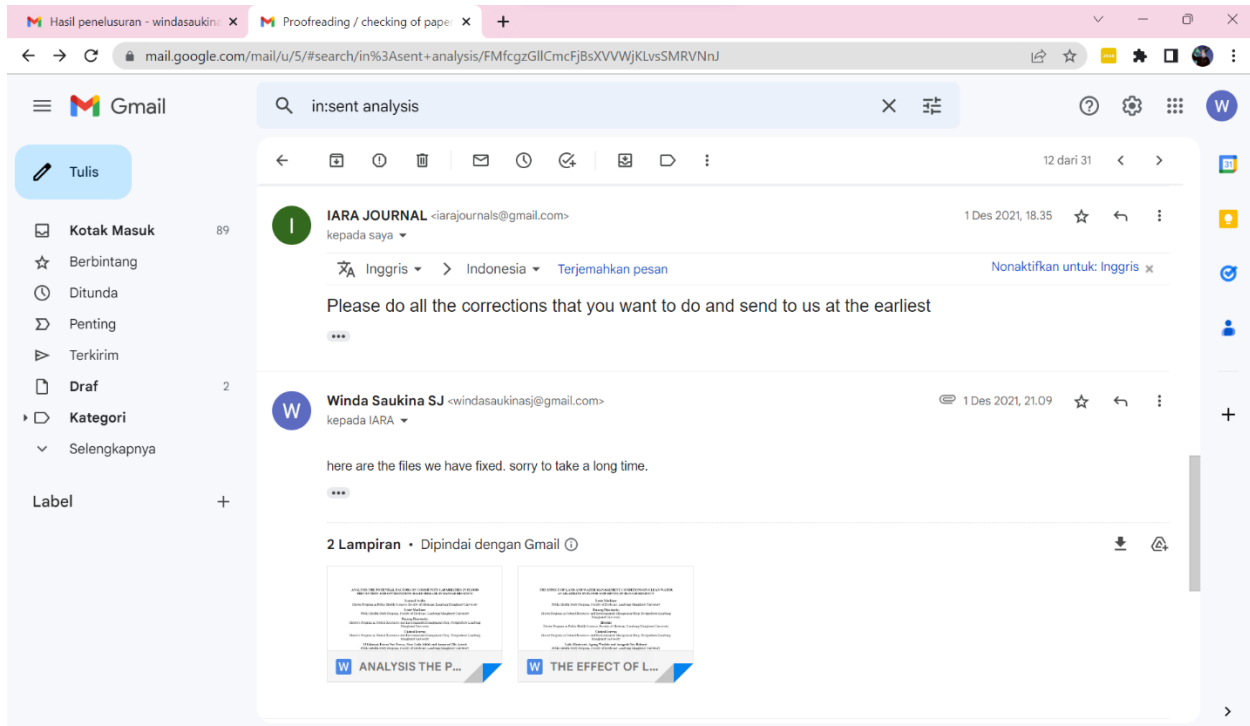 Hasil penelusuran - windasaukina
Proofreading / checking of paper
mail.google.com/mail/u/5/#search/in%3Asent+analysis/FMfcgzGllCmcFjBsXVVWjKLvsSMRVNnJ
Gmail
in:sent analysis
W
Tulis
12 dari 31
31
Kotak Masuk 89
Berbintang
Ditunda
Penting
Terkirim
Draf 2
Kategori
Selengkapnya
Label
I
IARA JOURNAL <iarajournals@gmail.com>
1 Des 2021, 18.35
kepada saya
Inggris > Indonesia Terjemahkan pesan
Nonaktifkan untuk: Inggris x
Please do all the corrections that you want to do and send to us at the earliest
W
Winda Saukina SJ <windasaukinasj@gmail.com>
1 Des 2021, 21.09
kepada IARA
here are the files we have fixed. sorry to take a long time.
2 Lampiran • Dipindai dengan Gmail
W ANALYSIS THE P...
W THE EFFECT OF L...